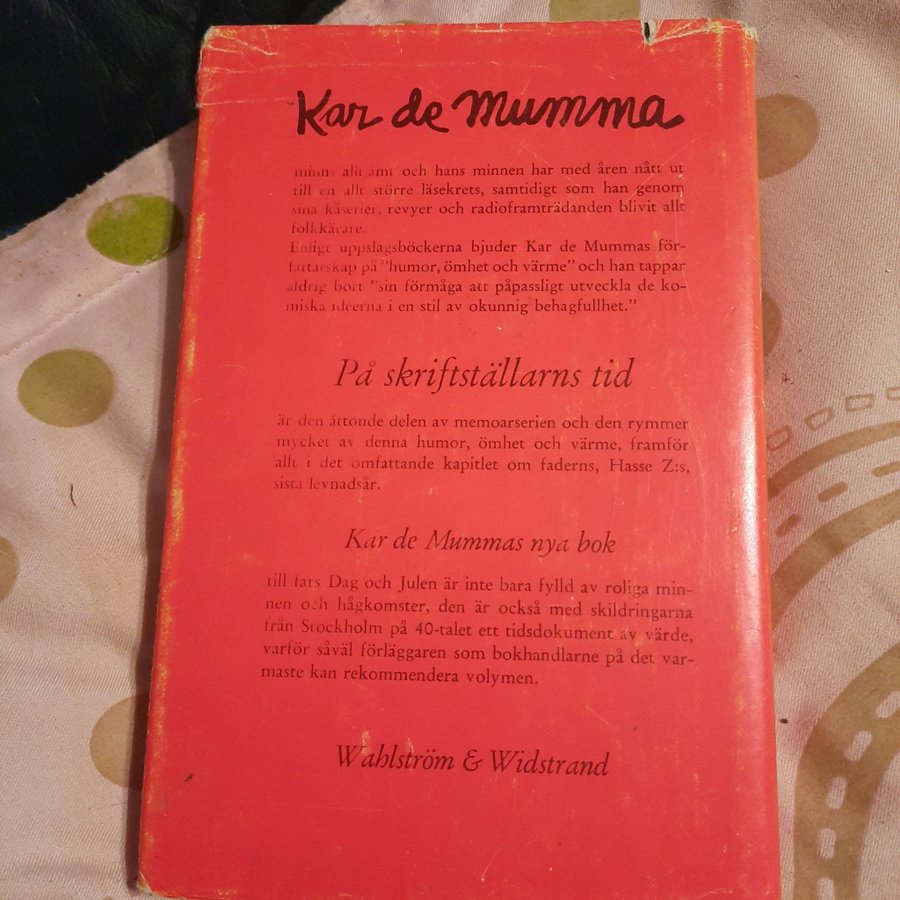 Kar de Mumma
minns alltjämt och hans minnen har med åren nått ut
till en allt större läsekrets, samtidigt som han genom
sina kåserier, revyer och radioframträdanden blivit allt
folkkärare.
Enligt uppslagsböckerna bjuder Kar de Mummas för-
fattarskap på "humor, ömhet och värme" och han tappar
aldrig bort "sin förmåga att påpassligt utveckla de ko-
miska idéerna i en stil av okunnig behagfullhet."
På skriftställarns tid
är den åttonde delen av memoarserien och den rymmer
mycket av denna humor, ömhet och värme, framför
allt i det omfattande kapitlet om faderns, Hasse Z:s,
sista levnadsår.
Kar de Mummas nya bok
till fars Dag och Julen är inte bara fylld av roliga min-
nen och hågkomster, den är också med skildringarna
från Stockholm på 40-talet ett tidsdokument av värde,
varför såväl förläggaren som bokhandlarne på det var-
maste kan rekommendera volymen.
Wahlström & Widstrand